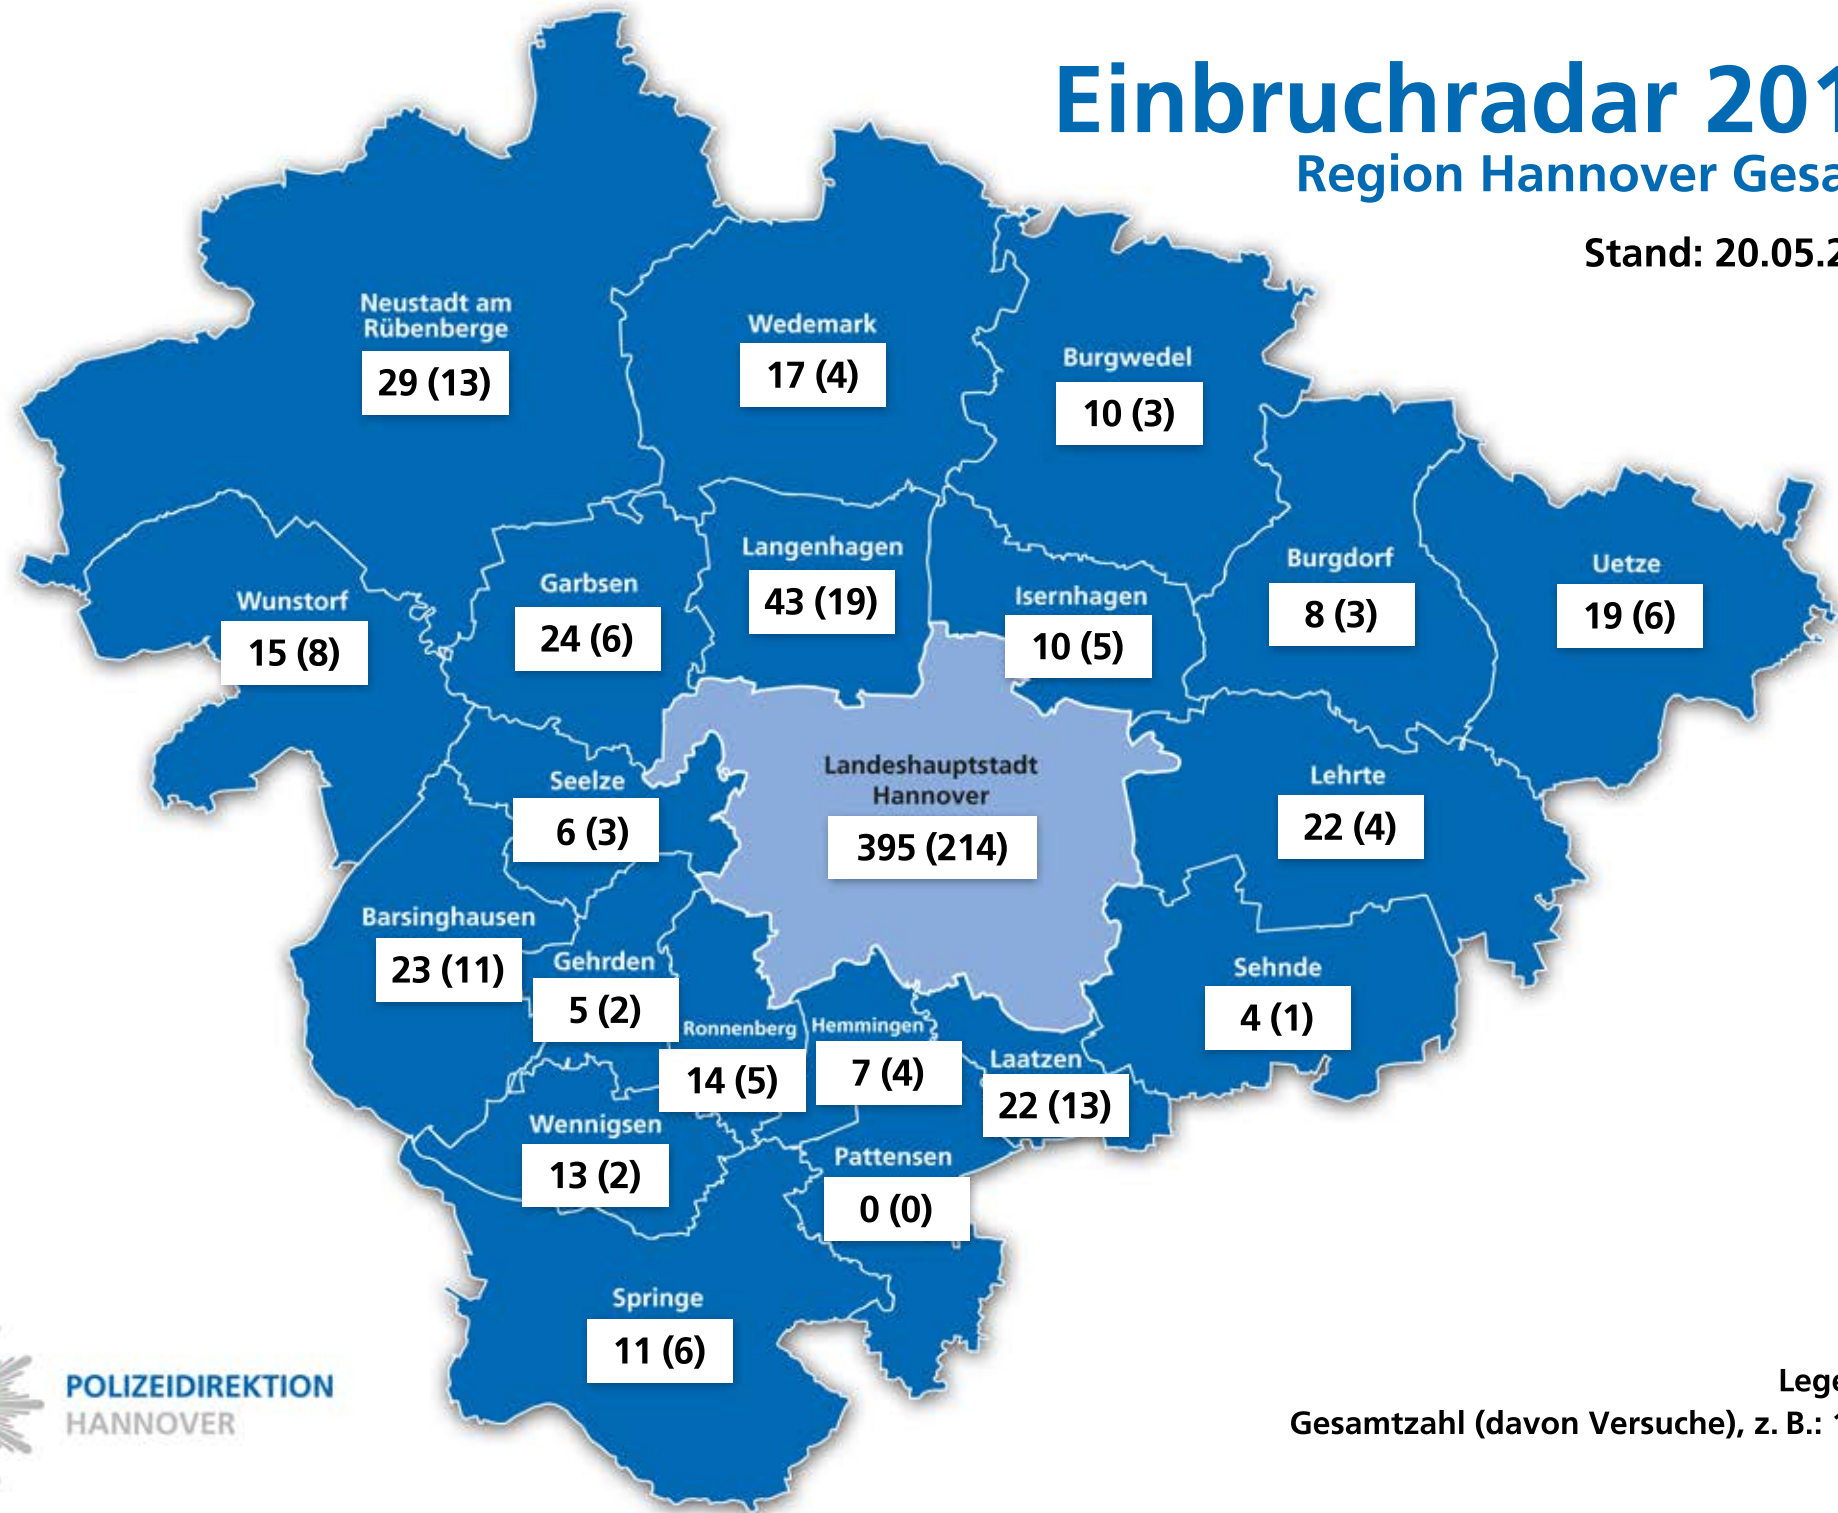 Einbruchradar 201
Region Hannover Gesa
Stand: 20.05.2
Neustadt am
Rübenberge
29 (13)
Wedemark
17 (4)
Burgwedel
10 (3)
Wunstorf
15 (8)
Garbsen
24 (6)
Langenhagen
43 (19)
Isernhagen
10 (5)
Burgdorf
8 (3)
Uetze
19 (6)
Seelze
6 (3)
Landeshauptstadt
Hannover
395 (214)
Lehrte
22 (4)
Barsinghausen
23 (11)
Gehrden
5 (2)
Ronnenberg
14 (5)
Hemmingen
7 (4)
Laatzen
22 (13)
Sehnde
4 (1)
Wennigsen
13 (2)
Pattensen
0 (0)
Springe
11 (6)
POLIZEIDIREKTION
HANNOVER
Lege
Gesamtzahl (davon Versuche), z. B.: 1